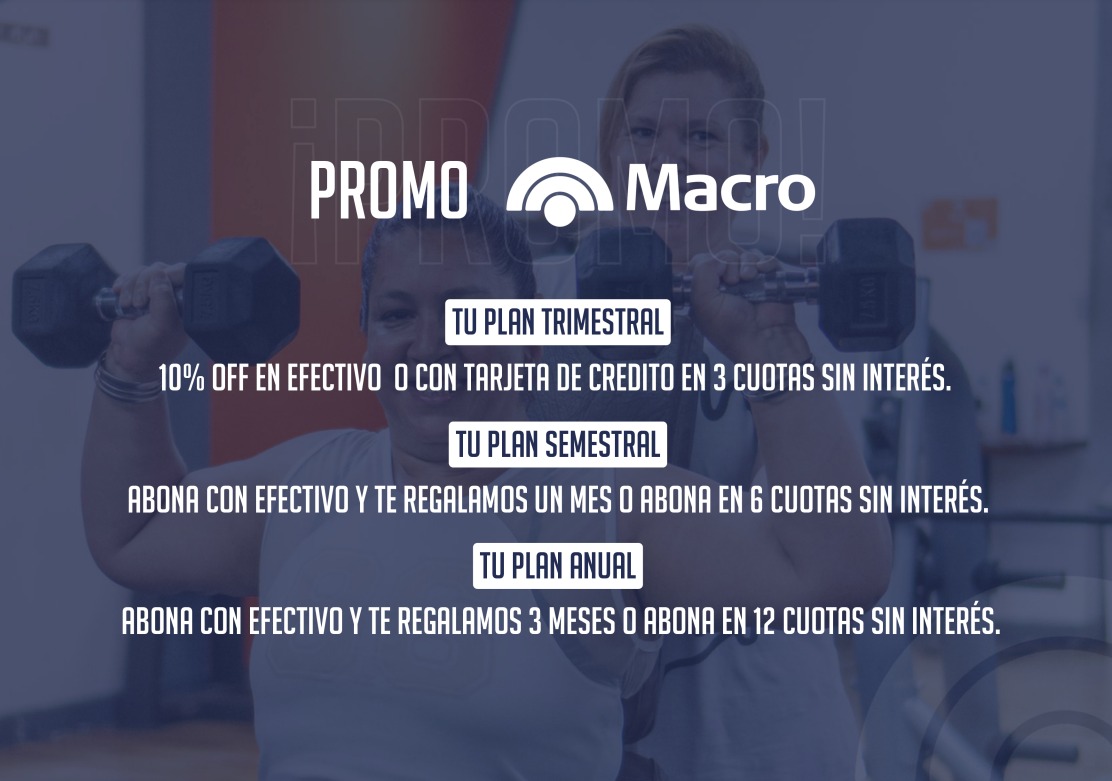 ¡PROMO!
PROMO Macro
TU PLAN TRIMESTRAL
10% OFF EN EFECTIVO O CON TARJETA DE CREDITO EN 3 CUOTAS SIN INTERÉS.
TU PLAN SEMESTRAL
ABONA CON EFECTIVO Y TE REGALAMOS UN MES O ABONA EN 6 CUOTAS SIN INTERÉS.
TU PLAN ANUAL
ABONA CON EFECTIVO Y TE REGALAMOS 3 MESES O ABONA EN 12 CUOTAS SIN INTERÉS.